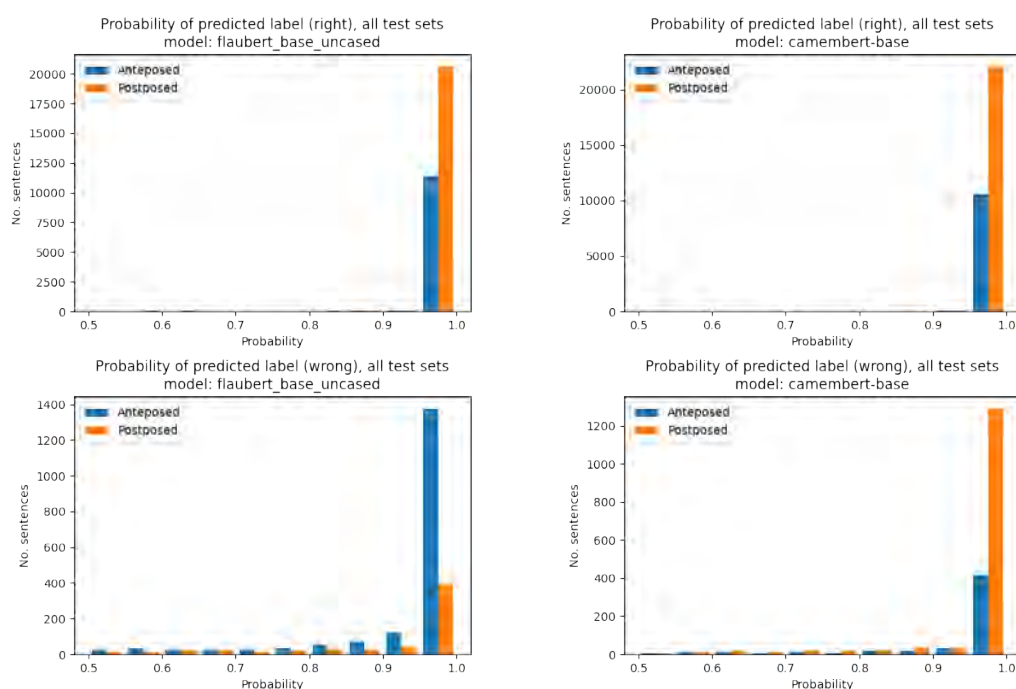 Probability of predicted label (right), all test sets
model: flaubert_base_uncased
Anteposed
Postposed
20000
17500
15000
12500
10000
7500
5000
2500
0
No. sentences
0.5 0.6 0.7 0.8 0.9 1.0
Probability
Probability of predicted label (right), all test sets
model: camembert-base
Anteposed
Postposed
20000
15000
10000
5000
0
No. sentences
0.5 0.6 0.7 0.8 0.9 1.0
Probability
Probability of predicted label (wrong), all test sets
model: flaubert_base_uncased
Anteposed
Postposed
1400
1200
1000
800
600
400
200
0
No. sentences
0.5 0.6 0.7 0.8 0.9 1.0
Probability
Probability of predicted label (wrong), all test sets
model: camembert-base
Anteposed
Postposed
1200
1000
800
600
400
200
0
No. sentences
0.5 0.6 0.7 0.8 0.9 1.0
Probability